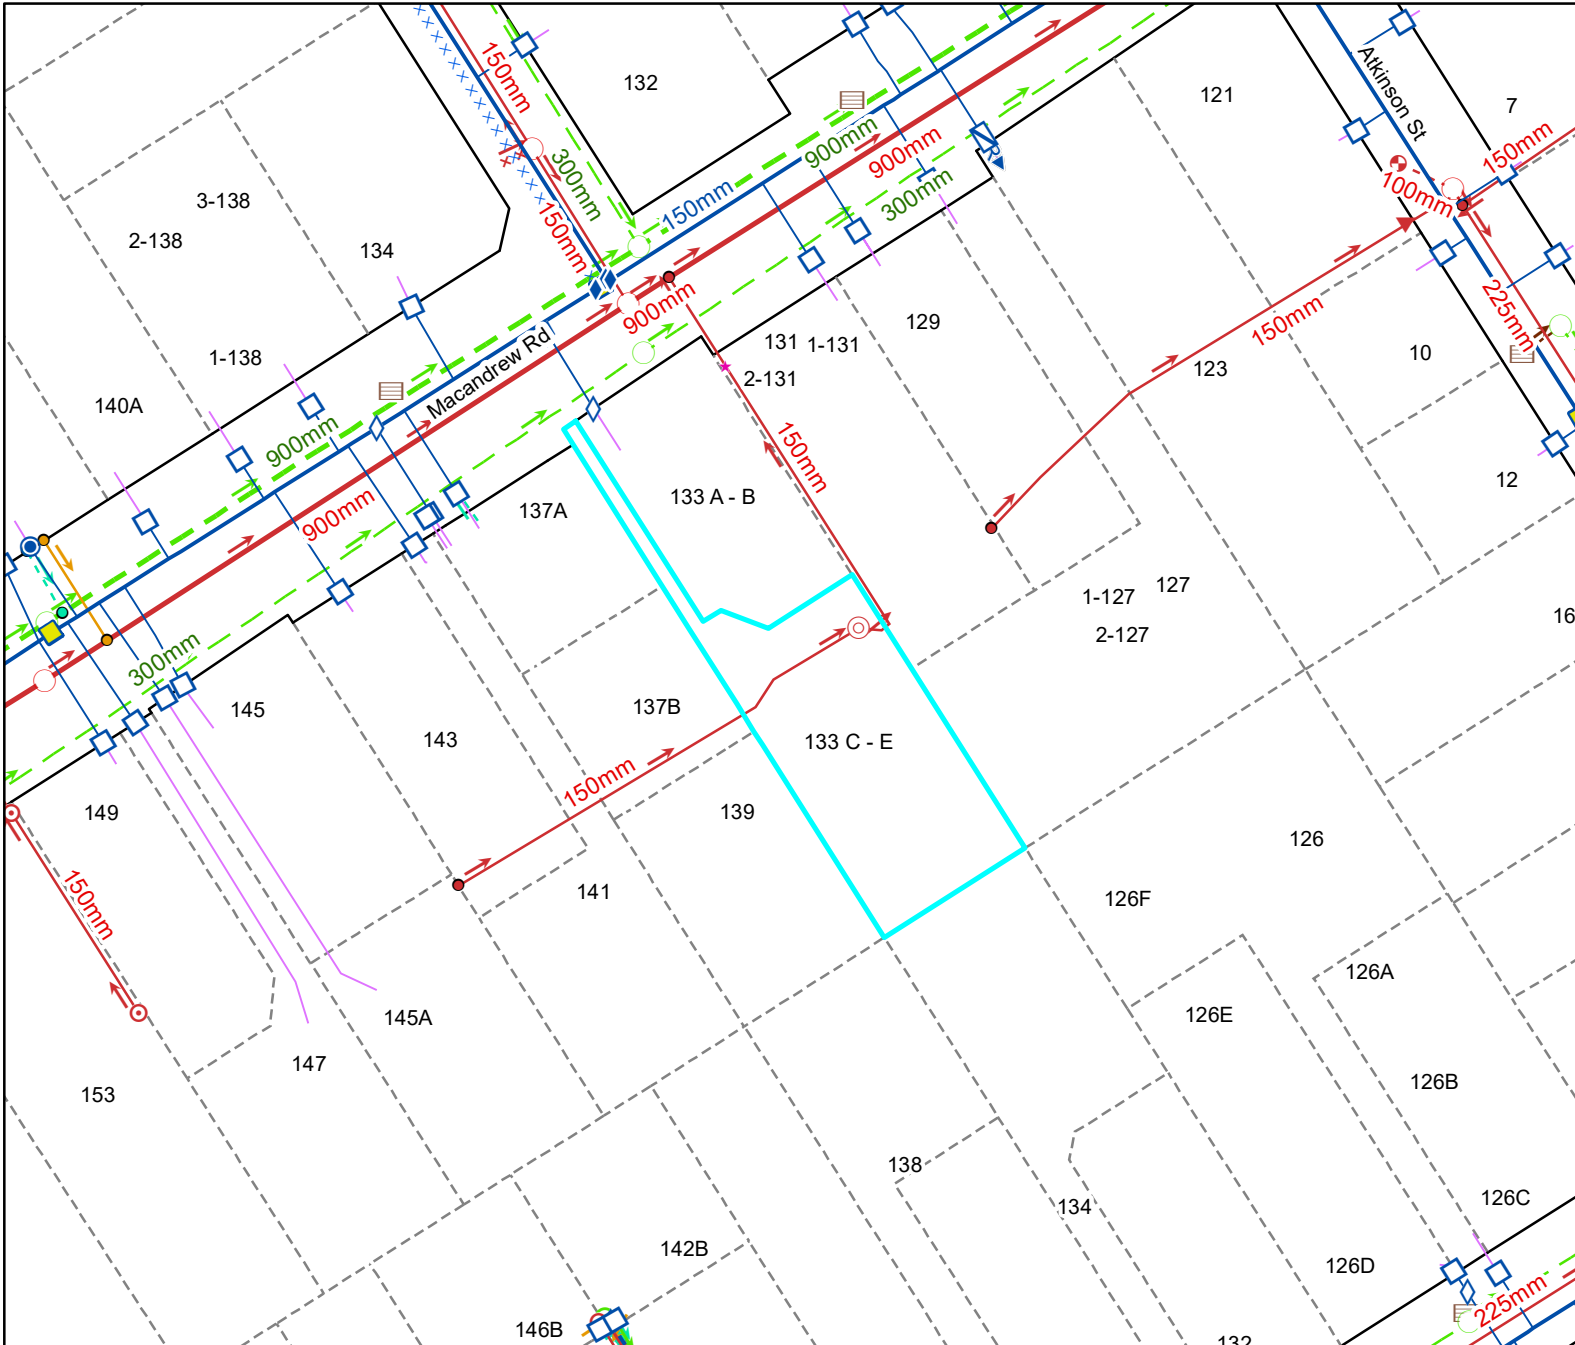 150mm
132
Atkinson St
121
7
900mm
900mm
150mm
3-138
300mm
100mm
300mm
150mm
R
2-138
134
150mm
225mm
900mm
150mm
129
131
1-131
1-138
Macandrew Rd
10
123
2-131
140A
900mm
150mm
12
133 A - B
137A
900mm
1-127
127
16
2-127
300mm
145
137B
143
133 C - E
150mm
149
139
126
141
150mm
126F
126A
145A
126E
147
153
126B
138
134
126C
142B
126D
225mm
146B
132